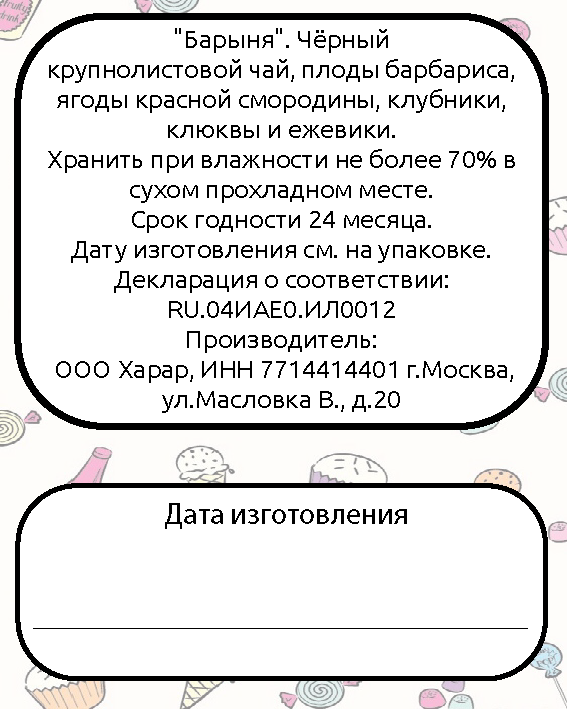 fruity
drink
"Барыня". Чёрный
крупнолистовой чай, плоды барбариса,
ягоды красной смородины, клубники,
клюквы и ежевики.
Хранить при влажности не более 70% в
сухом прохладном месте.
Срок годности 24 месяца.
Дату изготовления см. на упаковке.
Декларация о соответствии:
RU.04ИАЕ0.ИЛ0012
Производитель:
ООО Харар, ИНН 7714414401 г.Москва,
ул.Масловка В., д.20
Дата изготовления